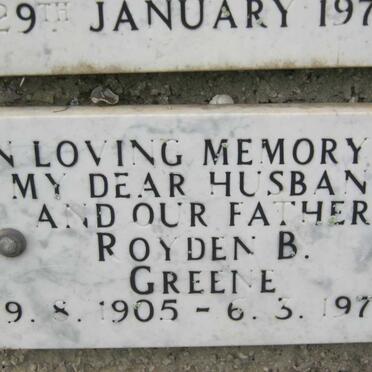 29TH JANUARY 197
N LOVING MEMORY
MY DEAR HUSBAN
AND OUR FATHER
ROYDEN B.
GREENE
9. 8. 1905 – 6. 3. 197